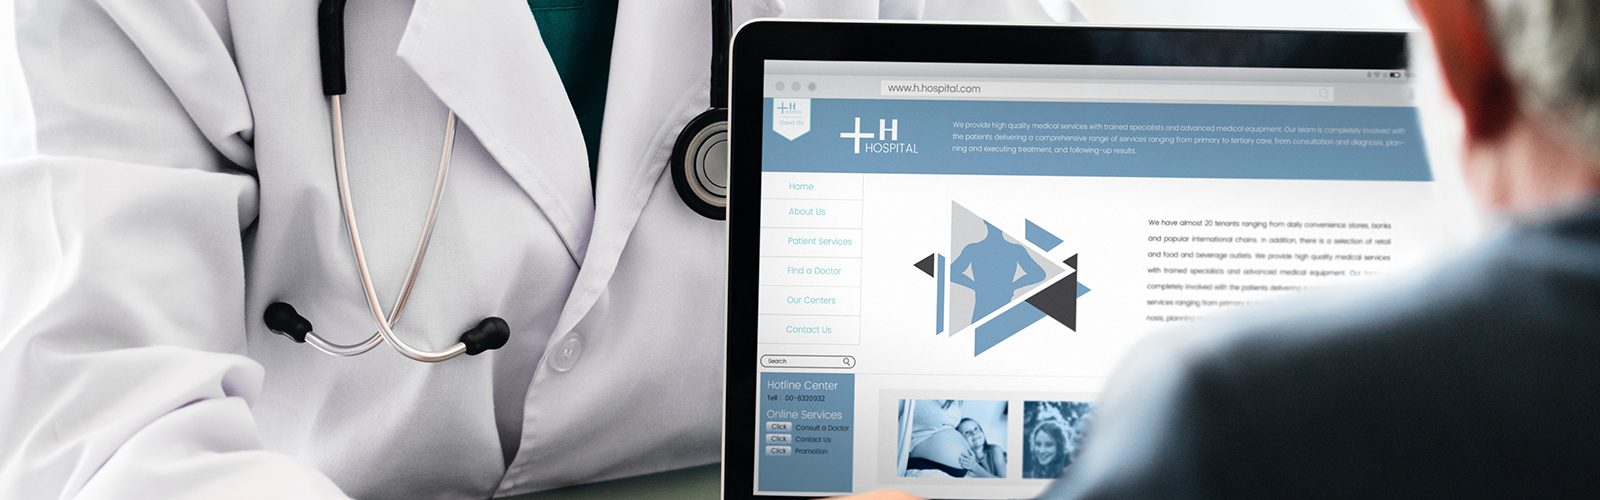 www.h.hospital.com
H
HOSPITAL
Good life
H
HOSPITAL
We provide high quality medical services with trained specialists and advanced medical equipment. Our team is completely involved with
the patients delivering a comprehensive range of services ranging from primary to tertiary care, from consultation and diagnosis, plan-
ning and executing treatment, and following-up results.
Home
About Us
Patient Services
Find a Doctor
Our Centers
Contact Us
Search
Hotline Center
Tell : 00-8320932
Online Services
Click Consult a Doctor
Click Contact Us
Click Promotion
We have almost 20 tenants ranging from daily convenience stores, banks
and popular international chains. In addition, there is a selection of retail
and food and beverage outlets. We provide high quality medical services
with trained specialists and advanced medical equipment. Our
completely involved with the patients delivering a
services ranging from primary to
nosis, planning